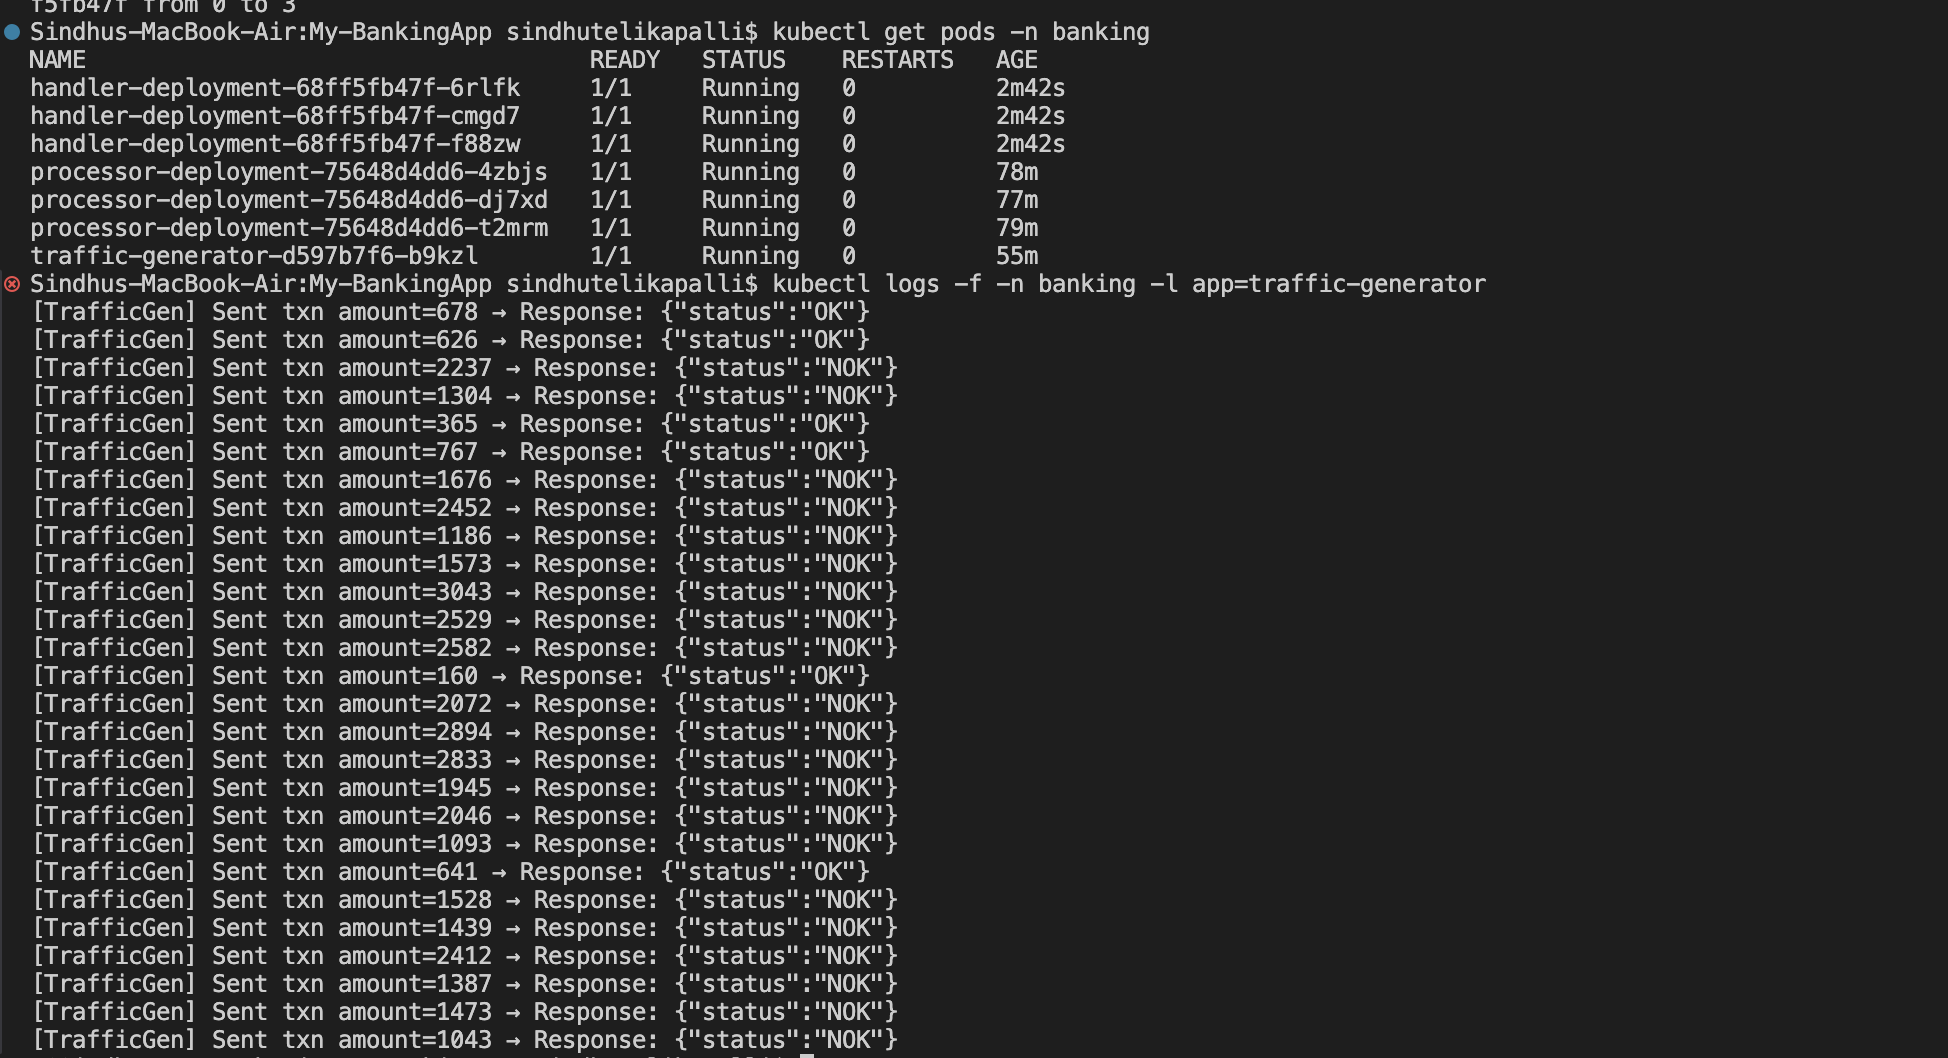 f5fb47f from 0 to 3
Sindhus-MacBook-Air:My-BankingApp sindhutelikapalli$ kubectl get pods -n banking
NAME READY STATUS RESTARTS AGE
handler-deployment-68ff5fb47f-6rlfk 1/1 Running 0 2m42s
handler-deployment-68ff5fb47f-cmgd7 1/1 Running 0 2m42s
handler-deployment-68ff5fb47f-f88zw 1/1 Running 0 2m42s
processor-deployment-75648d4dd6-4zbjs 1/1 Running 0 78m
processor-deployment-75648d4dd6-dj7xd 1/1 Running 0 77m
processor-deployment-75648d4dd6-t2mrm 1/1 Running 0 79m
traffic-generator-d597b7f6-b9kzl 1/1 Running 0 55m
Sindhus-MacBook-Air:My-BankingApp sindhutelikapalli$ kubectl logs -f -n banking -l app=traffic-generator
[TrafficGen] Sent txn amount=678 → Response: {"status":"OK"}
[TrafficGen] Sent txn amount=626 → Response: {"status":"OK"}
[TrafficGen] Sent txn amount=2237 → Response: {"status":"NOK"}
[TrafficGen] Sent txn amount=1304 → Response: {"status":"NOK"}
[TrafficGen] Sent txn amount=365 → Response: {"status":"OK"}
[TrafficGen] Sent txn amount=767 → Response: {"status":"OK"}
[TrafficGen] Sent txn amount=1676 → Response: {"status":"NOK"}
[TrafficGen] Sent txn amount=2452 → Response: {"status":"NOK"}
[TrafficGen] Sent txn amount=1186 → Response: {"status":"NOK"}
[TrafficGen] Sent txn amount=1573 → Response: {"status":"NOK"}
[TrafficGen] Sent txn amount=3043 → Response: {"status":"NOK"}
[TrafficGen] Sent txn amount=2529 → Response: {"status":"NOK"}
[TrafficGen] Sent txn amount=2582 → Response: {"status":"NOK"}
[TrafficGen] Sent txn amount=160 → Response: {"status":"OK"}
[TrafficGen] Sent txn amount=2072 → Response: {"status":"NOK"}
[TrafficGen] Sent txn amount=2894 → Response: {"status":"NOK"}
[TrafficGen] Sent txn amount=2833 → Response: {"status":"NOK"}
[TrafficGen] Sent txn amount=1945 → Response: {"status":"NOK"}
[TrafficGen] Sent txn amount=2046 → Response: {"status":"NOK"}
[TrafficGen] Sent txn amount=1093 → Response: {"status":"NOK"}
[TrafficGen] Sent txn amount=641 → Response: {"status":"OK"}
[TrafficGen] Sent txn amount=1528 → Response: {"status":"NOK"}
[TrafficGen] Sent txn amount=1439 → Response: {"status":"NOK"}
[TrafficGen] Sent txn amount=2412 → Response: {"status":"NOK"}
[TrafficGen] Sent txn amount=1387 → Response: {"status":"NOK"}
[TrafficGen] Sent txn amount=1473 → Response: {"status":"NOK"}
[TrafficGen] Sent txn amount=1043 → Response: {"status":"NOK"}